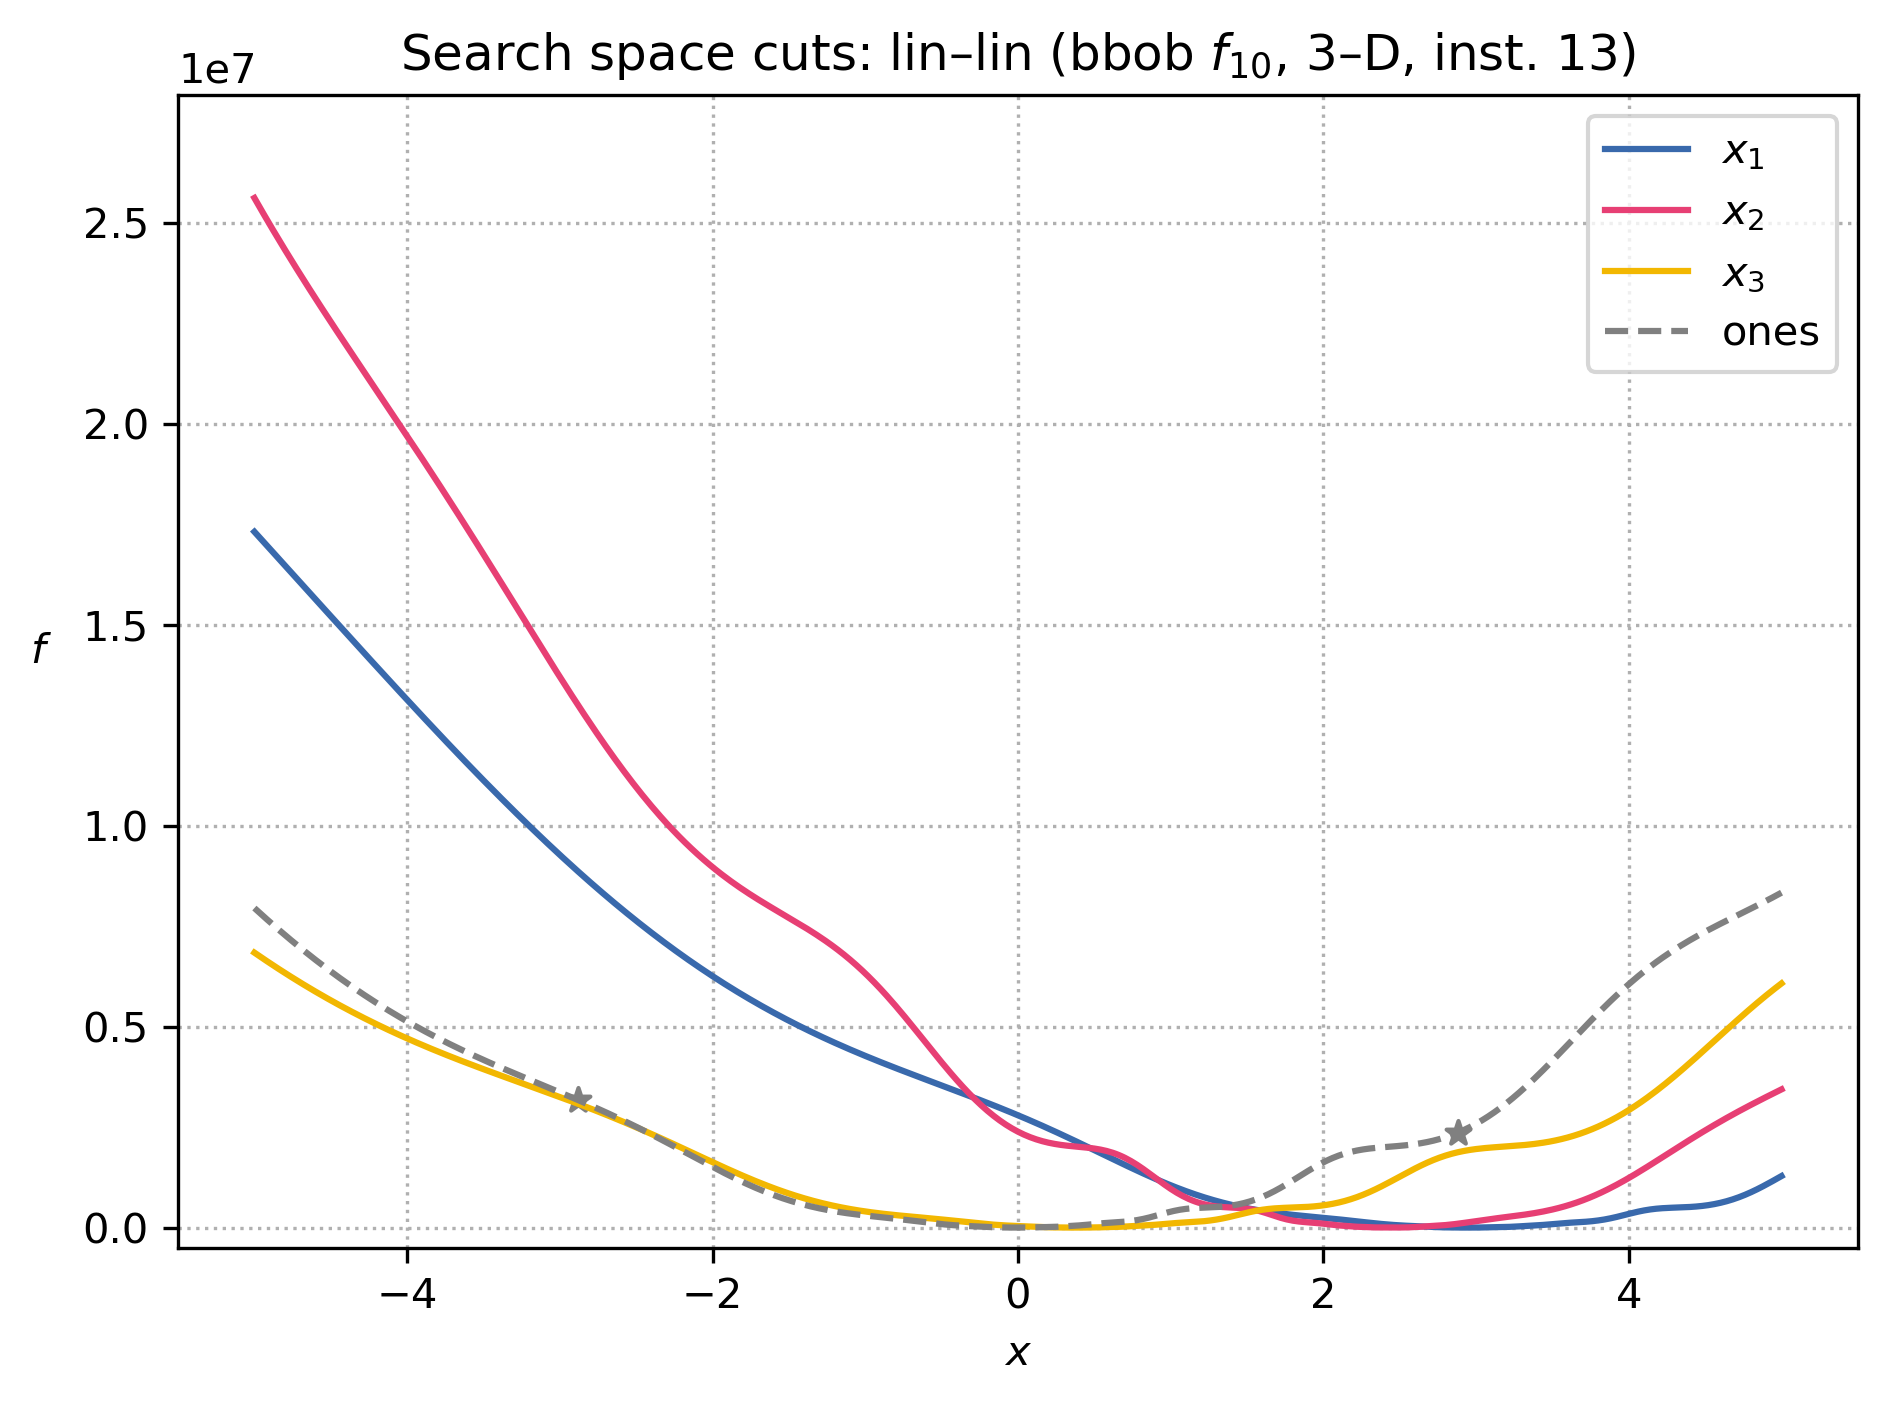 Search space cuts: lin–lin (bbob f₁₀, 3–D, inst. 13)
1e7
x₁
x₂
x₃
ones
2.5
2.0
1.5
1.0
0.5
0.0
f
−4 −2 0 2 4
x